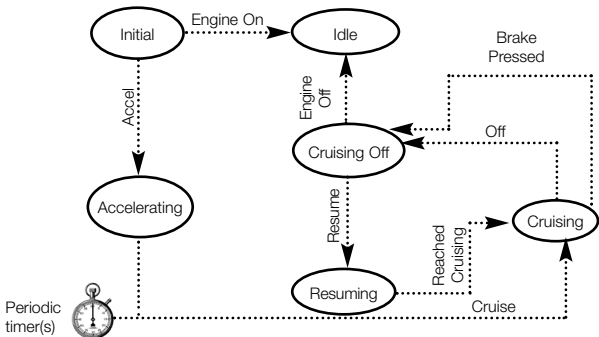 Engine On
Initial
Idle
Brake
Pressed
Accel
Engine
Off
Off
Cruising Off
Accelerating
Resume
Reached
Cruising
Cruising
Resuming
Periodic
timer(s)
Cruise